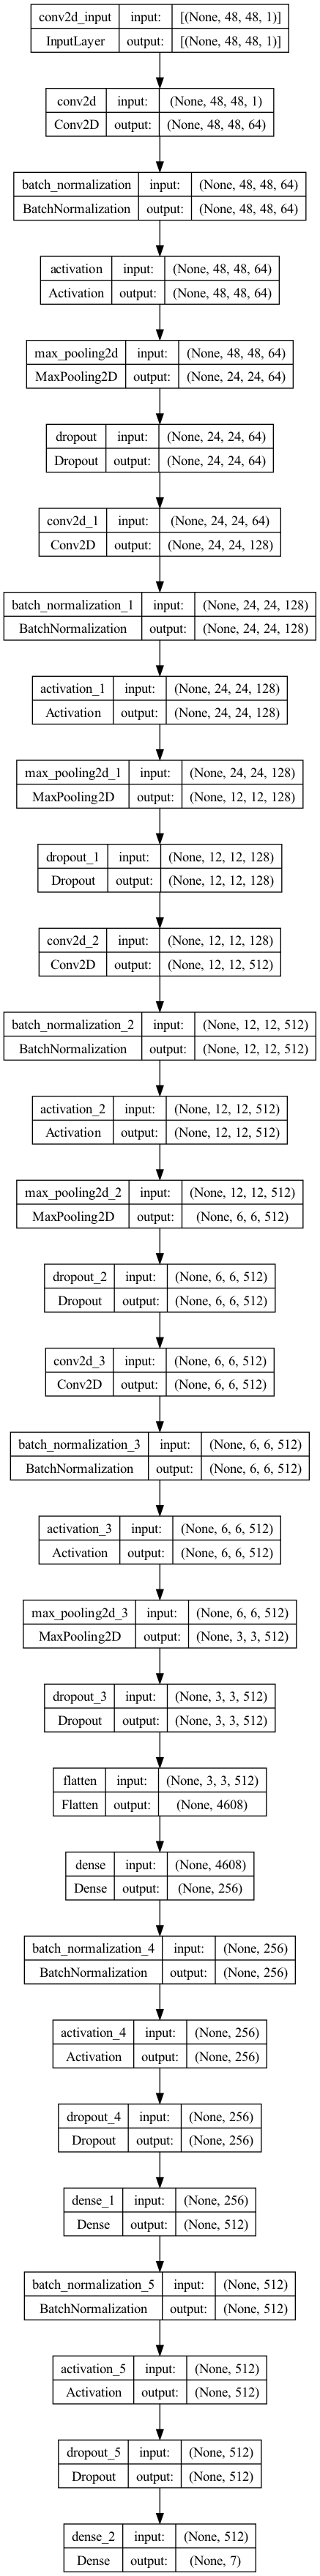 conv2d_input input: [(None, 48, 48, 1)]
InputLayer output: [(None, 48, 48, 1)]
conv2d input: (None, 48, 48, 1)
Conv2D output: (None, 48, 48, 64)
batch_normalization input: (None, 48, 48, 64)
BatchNormalization output: (None, 48, 48, 64)
activation input: (None, 48, 48, 64)
Activation output: (None, 48, 48, 64)
max_pooling2d input: (None, 48, 48, 64)
MaxPooling2D output: (None, 24, 24, 64)
dropout input: (None, 24, 24, 64)
Dropout output: (None, 24, 24, 64)
conv2d_1 input: (None, 24, 24, 64)
Conv2D output: (None, 24, 24, 128)
batch_normalization_1 input: (None, 24, 24, 128)
BatchNormalization output: (None, 24, 24, 128)
activation_1 input: (None, 24, 24, 128)
Activation output: (None, 24, 24, 128)
max_pooling2d_1 input: (None, 24, 24, 128)
MaxPooling2D output: (None, 12, 12, 128)
dropout_1 input: (None, 12, 12, 128)
Dropout output: (None, 12, 12, 128)
conv2d_2 input: (None, 12, 12, 128)
Conv2D output: (None, 12, 12, 512)
batch_normalization_2 input: (None, 12, 12, 512)
BatchNormalization output: (None, 12, 12, 512)
activation_2 input: (None, 12, 12, 512)
Activation output: (None, 12, 12, 512)
max_pooling2d_2 input: (None, 12, 12, 512)
MaxPooling2D output: (None, 6, 6, 512)
dropout_2 input: (None, 6, 6, 512)
Dropout output: (None, 6, 6, 512)
conv2d_3 input: (None, 6, 6, 512)
Conv2D output: (None, 6, 6, 512)
batch_normalization_3 input: (None, 6, 6, 512)
BatchNormalization output: (None, 6, 6, 512)
activation_3 input: (None, 6, 6, 512)
Activation output: (None, 6, 6, 512)
max_pooling2d_3 input: (None, 6, 6, 512)
MaxPooling2D output: (None, 3, 3, 512)
dropout_3 input: (None, 3, 3, 512)
Dropout output: (None, 3, 3, 512)
flatten input: (None, 3, 3, 512)
Flatten output: (None, 4608)
dense input: (None, 4608)
Dense output: (None, 256)
batch_normalization_4 input: (None, 256)
BatchNormalization output: (None, 256)
activation_4 input: (None, 256)
Activation output: (None, 256)
dropout_4 input: (None, 256)
Dropout output: (None, 256)
dense_1 input: (None, 256)
Dense output: (None, 512)
batch_normalization_5 input: (None, 512)
BatchNormalization output: (None, 512)
activation_5 input: (None, 512)
Activation output: (None, 512)
dropout_5 input: (None, 512)
Dropout output: (None, 512)
dense_2 input: (None, 512)
Dense output: (None, 7)